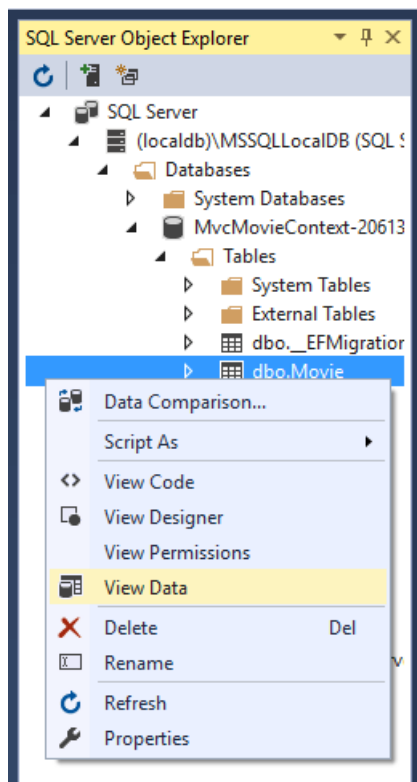 SQL Server Object Explorer
SQL Server
(localdb)\MSSQLLocalDB (SQL S
Databases
System Databases
MvcMovieContext-20613
Tables
System Tables
External Tables
dbo.__EFMigration
dbo.Movie
Data Comparison...
Script As
View Code
View Designer
View Permissions
View Data
Delete Del
Rename
Refresh
Properties